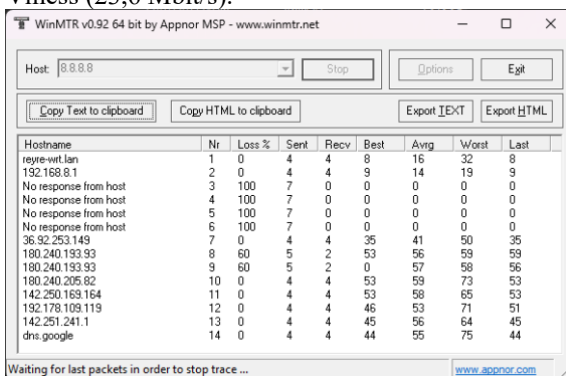 Vmess (23,6 Mbit/s).
WinMTR v0.92 64 bit by Appnor MSP - www.winmtr.net
Host: 8.8.8.8 Stop Options Exit
Copy Text to clipboard Copy HTML to clipboard Export TEXT Export HTML
Hostname Nr Loss % Sent Recv Best Avrg Worst Last
reyre-wrt.lan 1 0 4 4 8 16 32 8
192.168.8.1 2 0 4 4 9 14 19 9
No response from host 3 100 7 0 0 0 0 0
No response from host 4 100 7 0 0 0 0 0
No response from host 5 100 7 0 0 0 0 0
No response from host 6 100 7 0 0 0 0 0
36.92.253.149 7 0 4 4 35 41 50 35
180.240.193.93 8 60 5 2 53 56 59 59
180.240.193.93 9 60 5 2 0 57 58 56
180.240.205.82 10 0 4 4 53 59 73 53
142.250.169.164 11 0 4 4 53 58 65 53
192.178.109.119 12 0 4 4 46 53 71 51
142.251.241.1 13 0 4 4 45 56 64 45
dns.google 14 0 4 4 44 55 75 44
Waiting for last packets in order to stop trace ... www.appnor.com